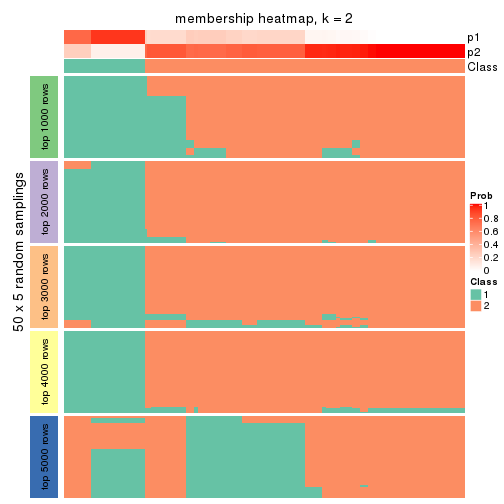 membership heatmap, k = 2
p1
p2
Class
50 x 5 random samplings
top 1000 rows
top 2000 rows
top 3000 rows
top 4000 rows
top 5000 rows
Prob
1
0.8
0.6
0.4
0.2
0
Class
1
2